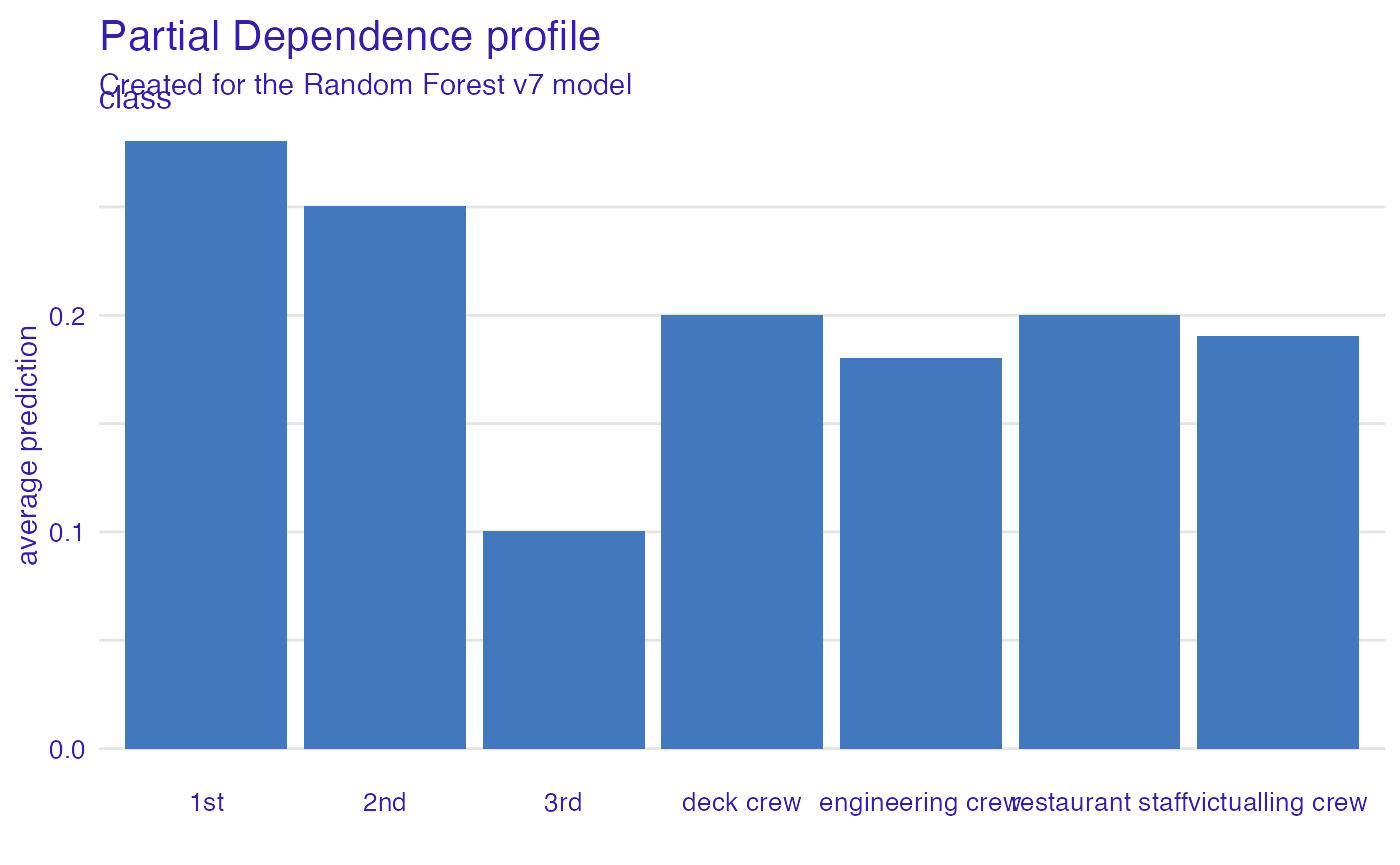 Partial Dependence profile
Created for the Random Forest v7 model
class
average prediction
0.2
0.1
0.0
1st 2nd 3rd deck crew engineering crew restaurant staff victualling crew